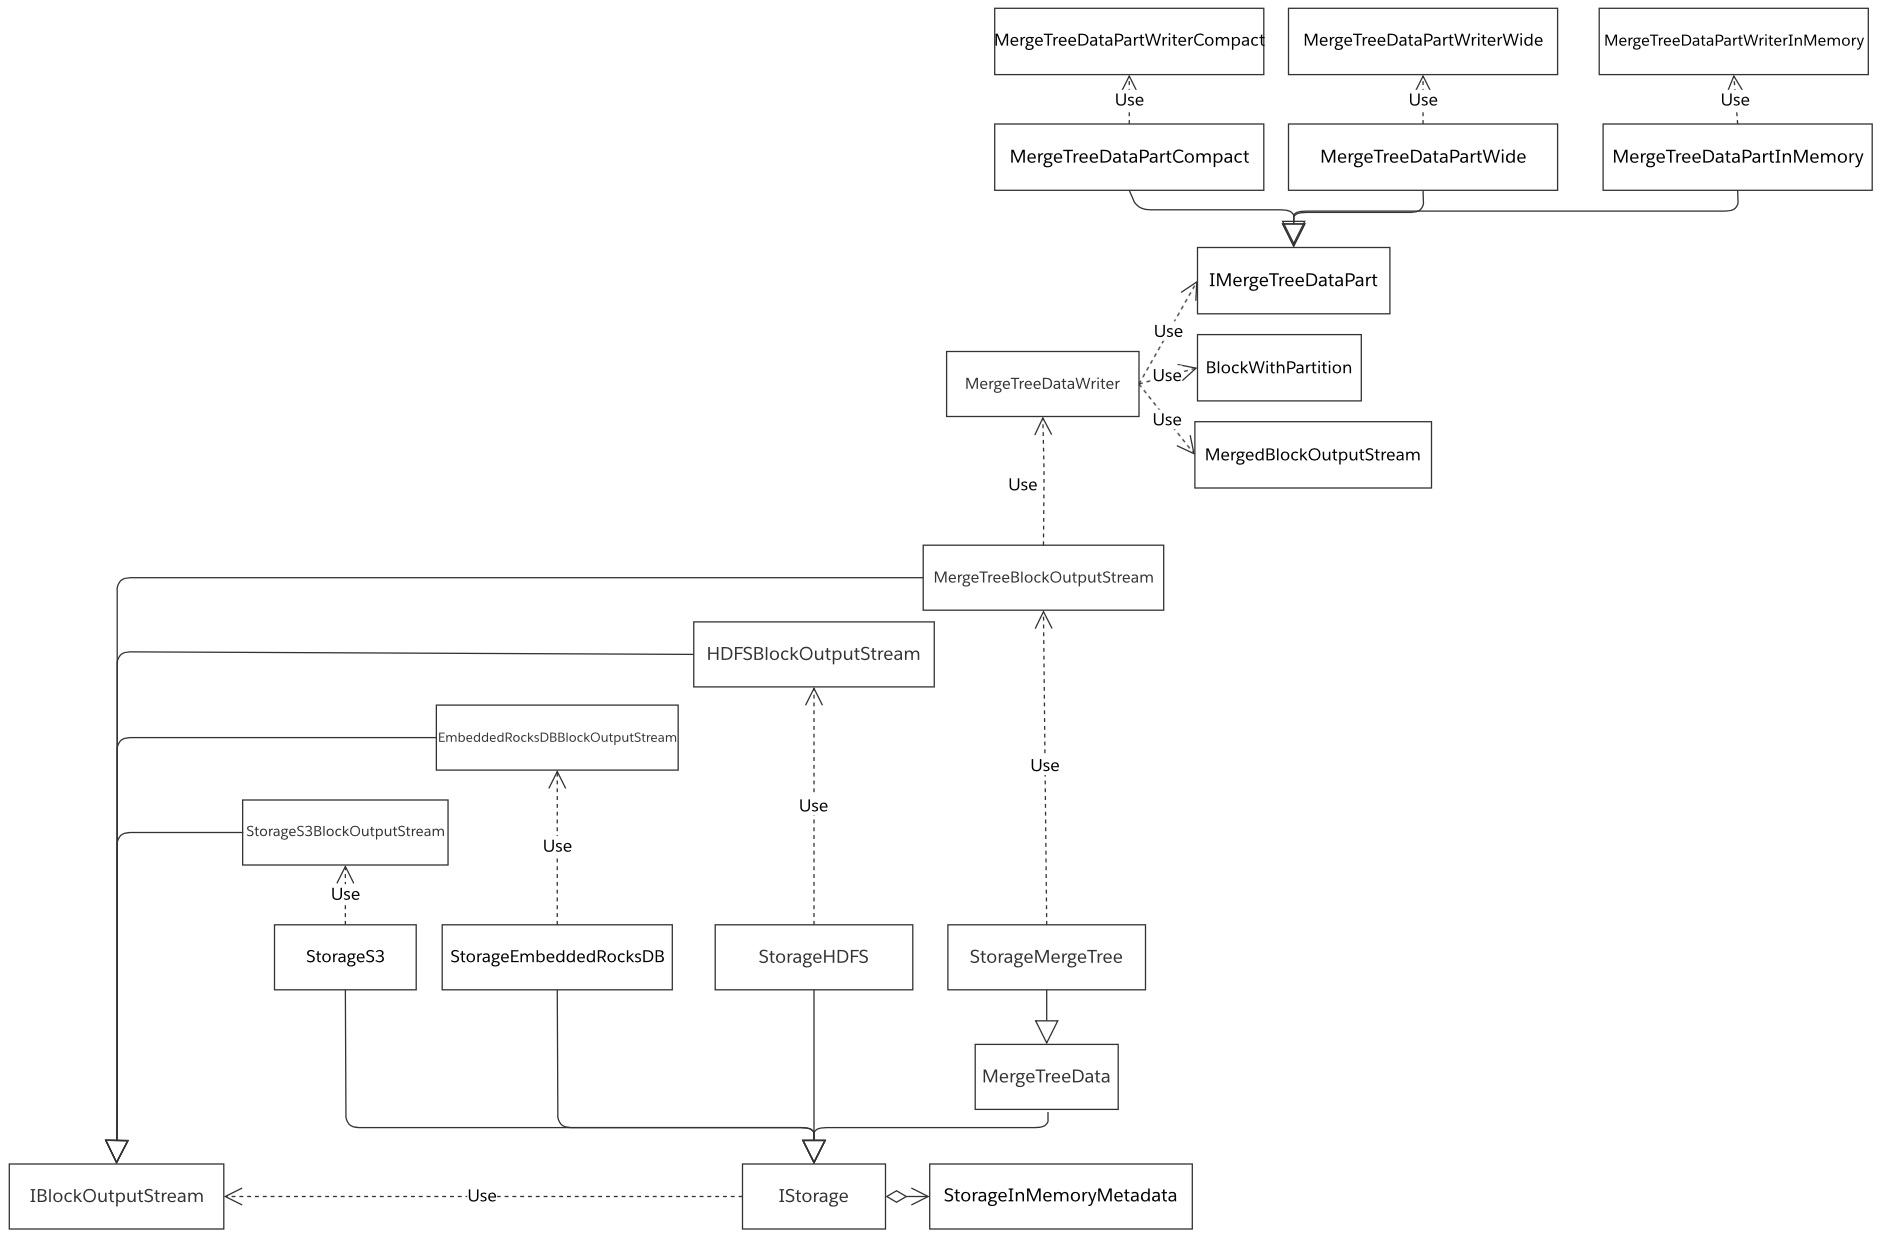 MergeTreeDataPartWriterCompact
MergeTreeDataPartWriterWide
MergeTreeDataPartWriterInMemory
Use
Use
Use
MergeTreeDataPartCompact
MergeTreeDataPartWide
MergeTreeDataPartInMemory
IMergeTreeDataPart
Use
BlockWithPartition
Use
MergeTreeDataWriter
Use
MergedBlockOutputStream
Use
MergeTreeBlockOutputStream
HDFSBlockOutputStream
EmbeddedRocksDBBlockOutputStream
Use
Use
StorageS3BlockOutputStream
Use
Use
StorageS3
StorageEmbeddedRocksDB
StorageHDFS
StorageMergeTree
MergeTreeData
IBlockOutputStream
Use
IStorage
StorageInMemoryMetadata